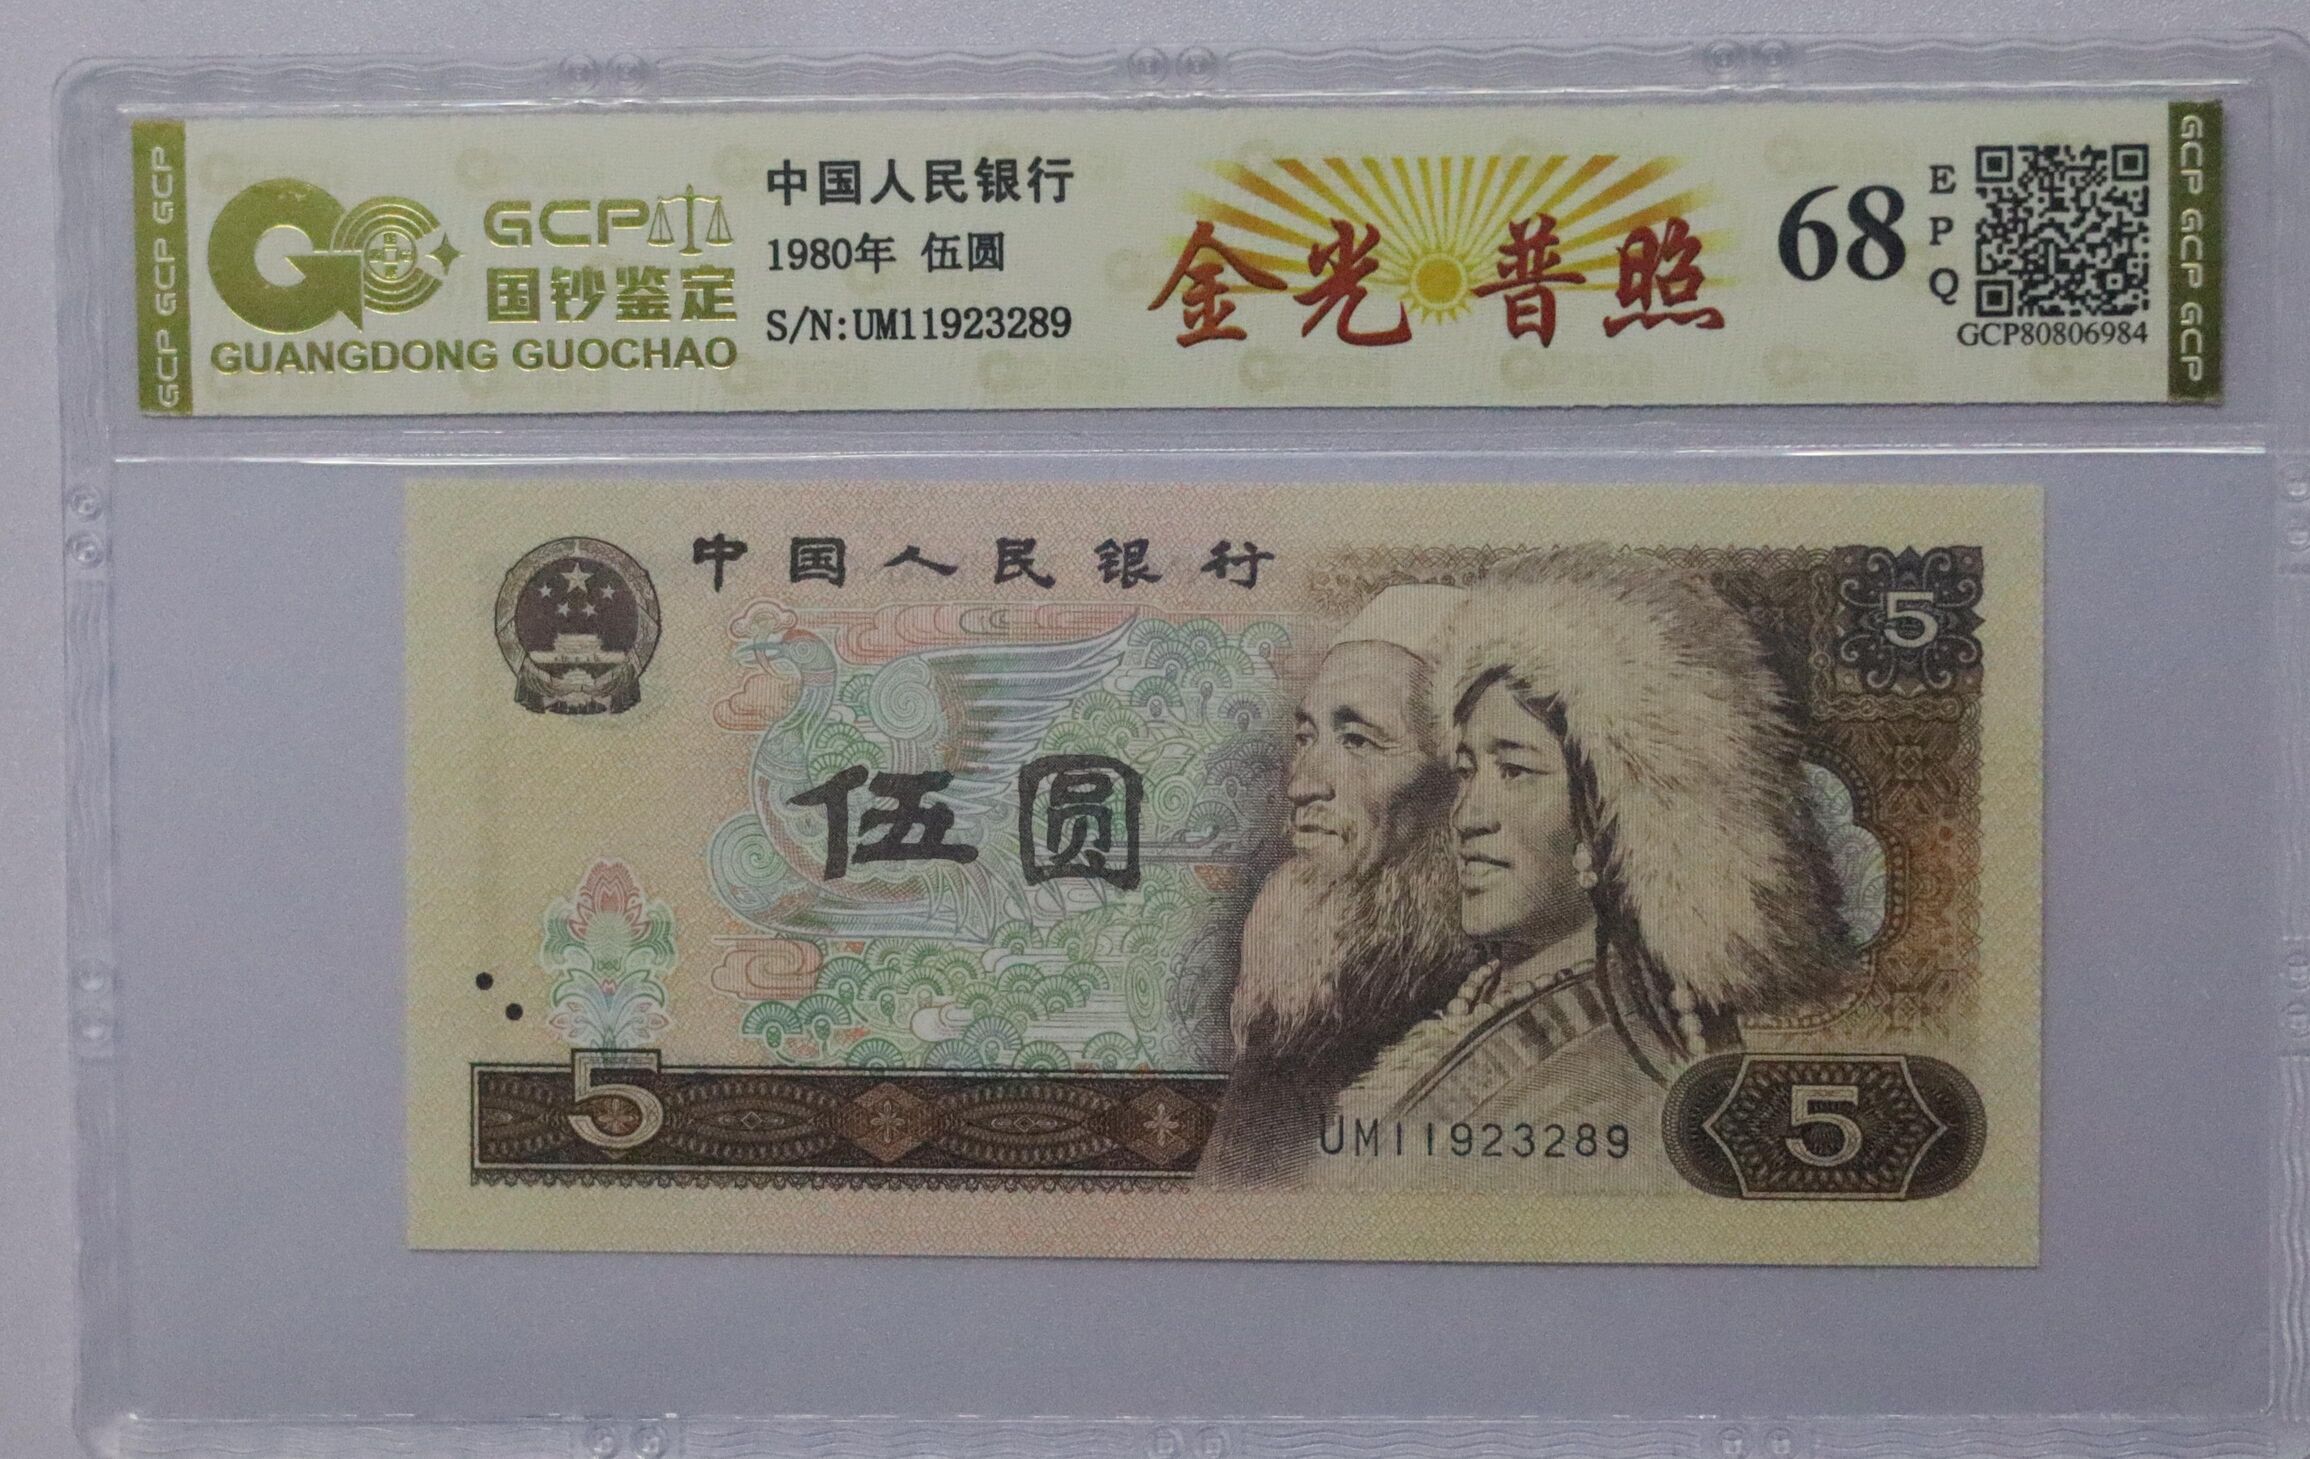 GCP GCP GCP
GCP
国钞鉴定
GUANGDONG GUOCHAO
中国人民银行
1980年 伍圆
S/N:UM11923289
金光普照
68
EPQ
GCP80806984
GCP GCP GCP
中国人民银行
5
伍圆
5
UM11923289
5